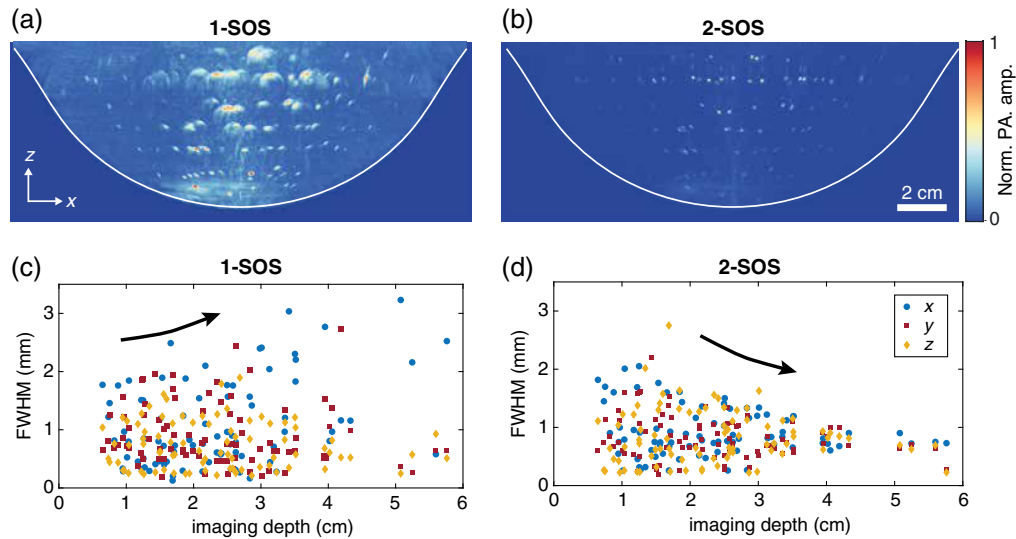 (a)
1-SOS
z
x
(b)
2-SOS
2 cm
1
0
Norm. PA. amp.
(c)
1-SOS
FWHM (mm)
3
2
1
0
0 1 2 3 4 5 6
imaging depth (cm)
(d)
2-SOS
x
y
z
FWHM (mm)
3
2
1
0
0 1 2 3 4 5 6
imaging depth (cm)